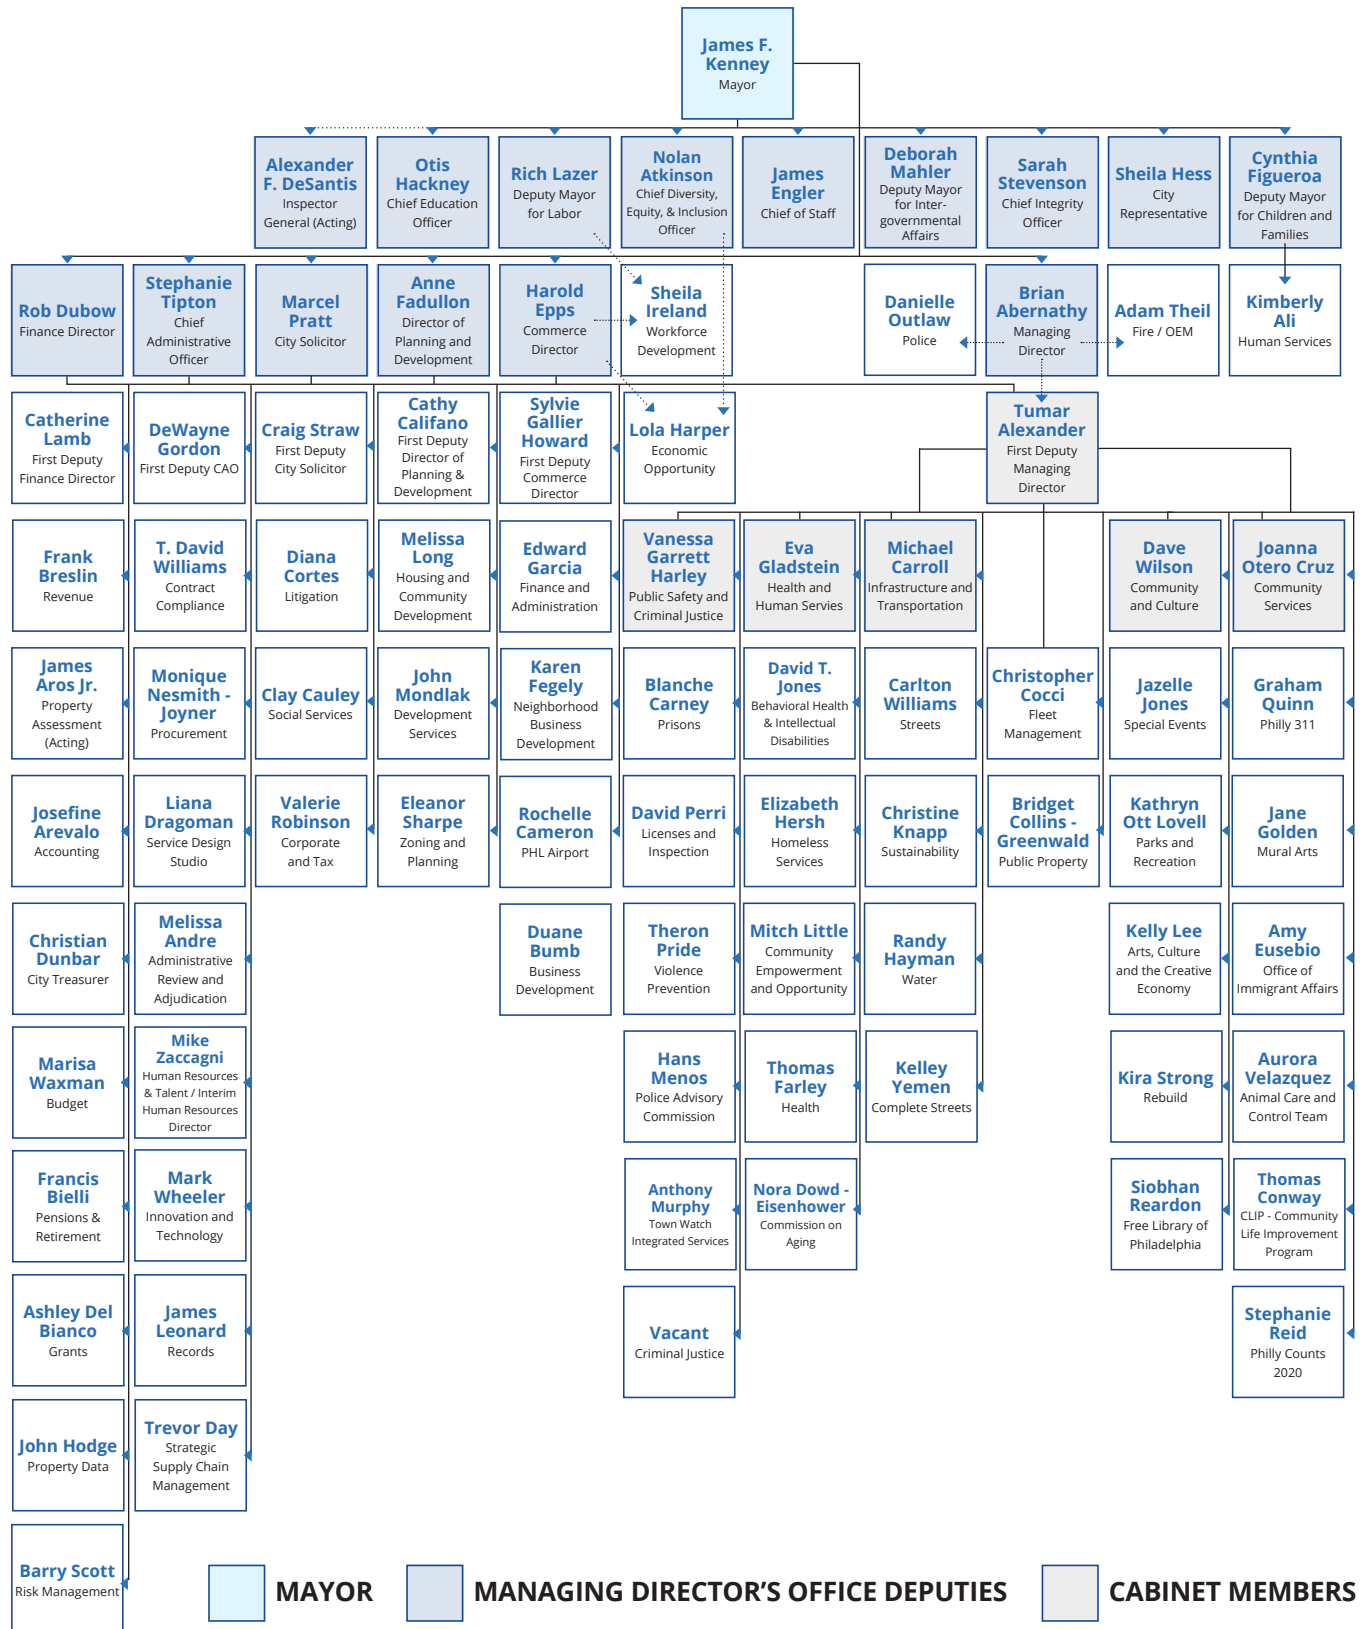 James F.
Kenney
Mayor
Alexander
F. DeSantis
Inspector
General (Acting)
Otis
Hackney
Chief Education
Officer
Rich Lazer
Deputy Mayor
for Labor
Nolan
Atkinson
Chief Diversity,
Equity, & Inclusion
Officer
James
Engler
Chief of Staff
Deborah
Mahler
Deputy Mayor
for Inter-
governmental
Affairs
Sarah
Stevenson
Chief Integrity
Officer
Sheila Hess
City
Representative
Cynthia
Figueroa
Deputy Mayor
for Children and
Families
Rob Dubow
Finance Director
Stephanie
Tipton
Chief
Administrative
Officer
Marcel
Pratt
City Solicitor
Anne
Fadullon
Director of
Planning and
Development
Harold
Epps
Commerce
Director
Sheila
Ireland
Workforce
Development
Danielle
Outlaw
Police
Brian
Abernathy
Managing
Director
Adam Theil
Fire / OEM
Kimberly
Ali
Human Services
Catherine
Lamb
First Deputy
Finance Director
DeWayne
Gordon
First Deputy CAO
Craig Straw
First Deputy
City Solicitor
Cathy
Califano
First Deputy
Director of
Planning &
Development
Sylvie
Gallier
Howard
First Deputy
Commerce
Director
Lola Harper
Economic
Opportunity
Tumar
Alexander
First Deputy
Managing
Director
Frank
Breslin
Revenue
T. David
Williams
Contract
Compliance
Diana
Cortes
Litigation
Melissa
Long
Housing and
Community
Development
Edward
Garcia
Finance and
Administration
Vanessa
Garrett
Harley
Public Safety and
Criminal Justice
Eva
Gladstein
Health and
Human Servies
Michael
Carroll
Infrastructure and
Transportation
Dave
Wilson
Community
and Culture
Joanna
Otero Cruz
Community
Services
James
Aros Jr.
Property
Assessment
(Acting)
Monique
Nesmith -
Joyner
Procurement
Clay Cauley
Social Services
John
Mondlak
Development
Services
Karen
Fegely
Neighborhood
Business
Development
Blanche
Carney
Prisons
David T.
Jones
Behavioral Health
& Intellectual
Disabilities
Carlton
Williams
Streets
Christopher
Cocci
Fleet
Management
Jazelle
Jones
Special Events
Graham
Quinn
Philly 311
Josefine
Arevalo
Accounting
Liana
Dragoman
Service Design
Studio
Valerie
Robinson
Corporate
and Tax
Eleanor
Sharpe
Zoning and
Planning
Rochelle
Cameron
PHL Airport
David Perri
Licenses and
Inspection
Elizabeth
Hersh
Homeless
Services
Christine
Knapp
Sustainability
Bridget
Collins -
Greenwald
Public Property
Kathryn
Ott Lovell
Parks and
Recreation
Jane
Golden
Mural Arts
Christian
Dunbar
City Treasurer
Melissa
Andre
Administrative
Review and
Adjudication
Duane
Bumb
Business
Development
Theron
Pride
Violence
Prevention
Mitch Little
Community
Empowerment
and Opportunity
Randy
Hayman
Water
Kelly Lee
Arts, Culture
and the Creative
Economy
Amy
Eusebio
Office of
Immigrant Affairs
Marisa
Waxman
Budget
Mike
Zaccagni
Human Resources
& Talent / Interim
Human Resources
Director
Hans
Menos
Police Advisory
Commission
Thomas
Farley
Health
Kelley
Yemen
Complete Streets
Kira Strong
Rebuild
Aurora
Velazquez
Animal Care and
Control Team
Francis
Bielli
Pensions &
Retirement
Mark
Wheeler
Innovation and
Technology
Anthony
Murphy
Town Watch
Integrated Services
Nora Dowd -
Eisenhower
Commission on
Aging
Siobhan
Reardon
Free Library of
Philadelphia
Thomas
Conway
CLIP - Community
Life Improvement
Program
Ashley Del
Bianco
Grants
James
Leonard
Records
Vacant
Criminal Justice
Stephanie
Reid
Philly Counts
2020
John Hodge
Property Data
Trevor Day
Strategic
Supply Chain
Management
Barry Scott
Risk Management
MAYOR
MANAGING DIRECTOR'S OFFICE DEPUTIES
CABINET MEMBERS